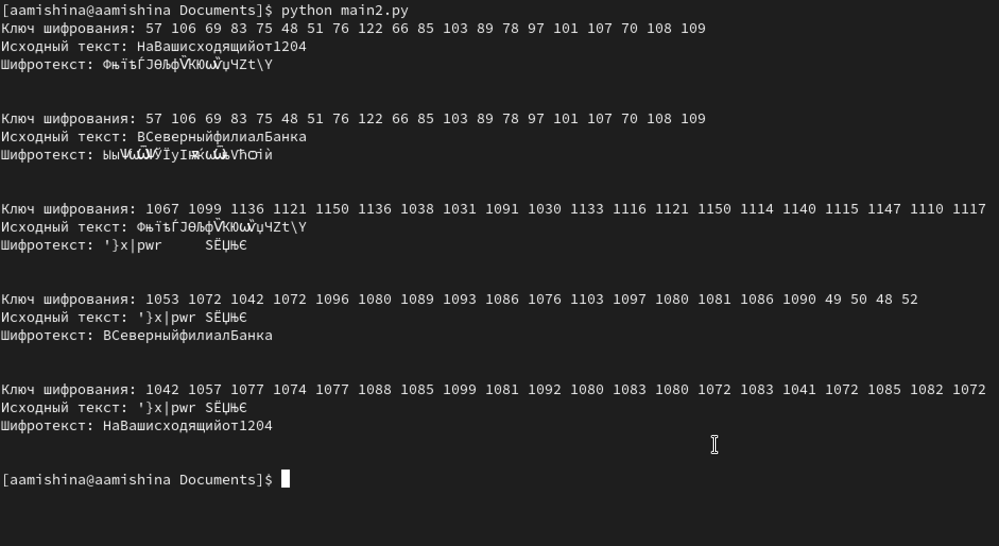 [aamishina@aamishina Documents]$ python main2.py
Ключ шифрования: 57 106 69 83 75 48 51 76 122 66 85 103 89 78 97 101 107 70 108 109
Исходный текст: НаВашисходящийот1204
Шифротекст: ФњїѣЃЈѲЉфѶКЮѡѷџЧZt\Y
Ключ шифрования: 57 106 69 83 75 48 51 76 122 66 85 103 89 78 97 101 107 70 108 109
Исходный текст: ВСеверныйфилиалБанка
Шифротекст: ЫыѰѡѾѰЎЇуІѭќѡѾњѴћѻіѝ
Ключ шифрования: 1067 1099 1136 1121 1150 1136 1038 1031 1091 1030 1133 1116 1121 1150 1114 1140 1115 1147 1110 1117
Исходный текст: ФњїѣЃЈѲЉфѶКЮѡѷџЧZt\Y
Шифротекст: '}x|pwr     SЁЏЊЄ
Ключ шифрования: 1053 1072 1042 1072 1096 1080 1089 1093 1086 1076 1103 1097 1080 1081 1086 1090 49 50 48 52
Исходный текст: '}x|pwr SЁЏЊЄ
Шифротекст: ВСеверныйфилиалБанка
Ключ шифрования: 1042 1057 1077 1074 1077 1088 1085 1099 1081 1092 1080 1083 1080 1072 1083 1041 1072 1085 1082 1072
Исходный текст: '}x|pwr SЁЏЊЄ
Шифротекст: НаВашисходящийот1204
[aamishina@aamishina Documents]$